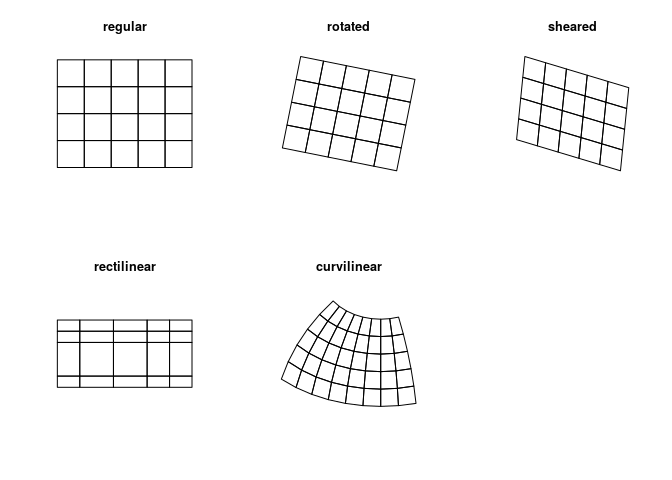 regular
rotated
sheared
rectilinear
curvilinear